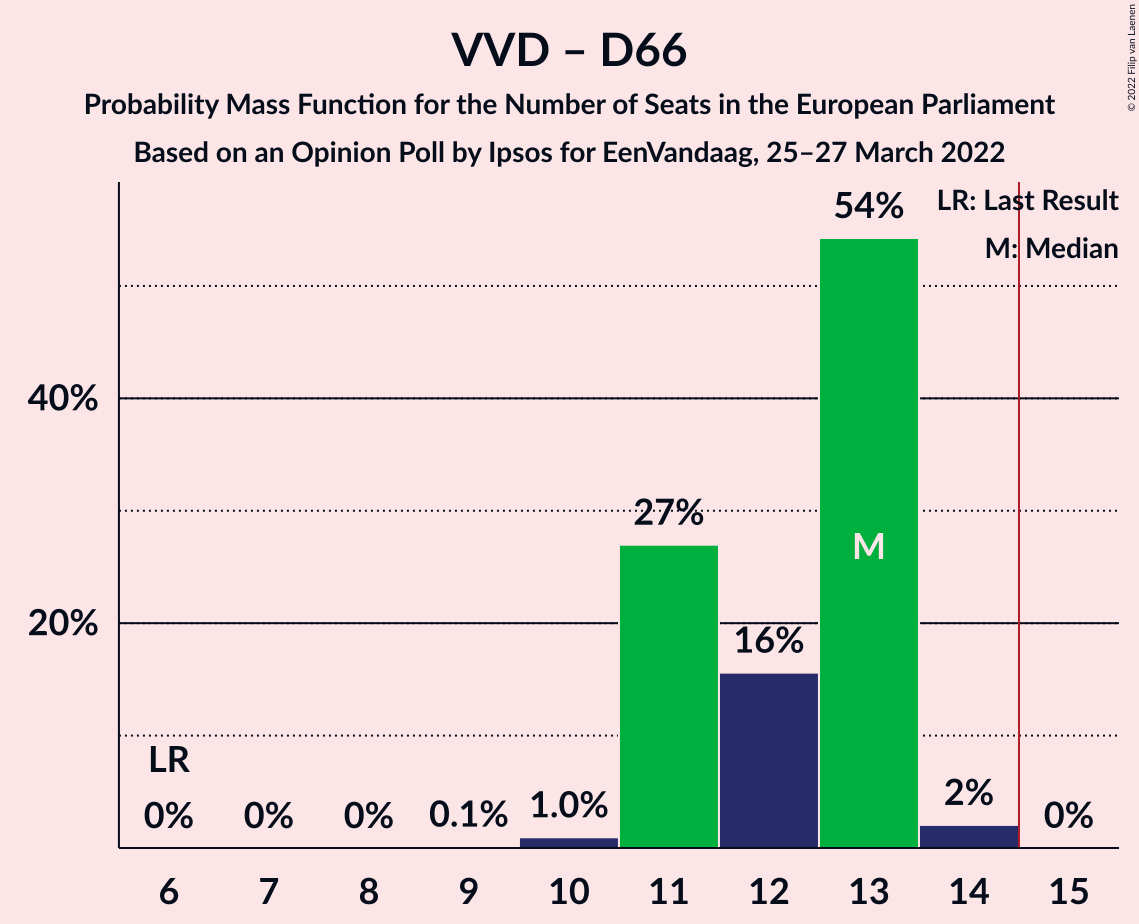 VVD – D66
Probability Mass Function for the Number of Seats in the European Parliament
Based on an Opinion Poll by Ipsos for EenVandaag, 25–27 March 2022
© 2022 Filip van Laenen
LR: Last Result
M: Median
54%
40%
27%
M
20%
16%
LR
0% 0% 0% 0.1% 1.0% 2% 0%
6 7 8 9 10 11 12 13 14 15